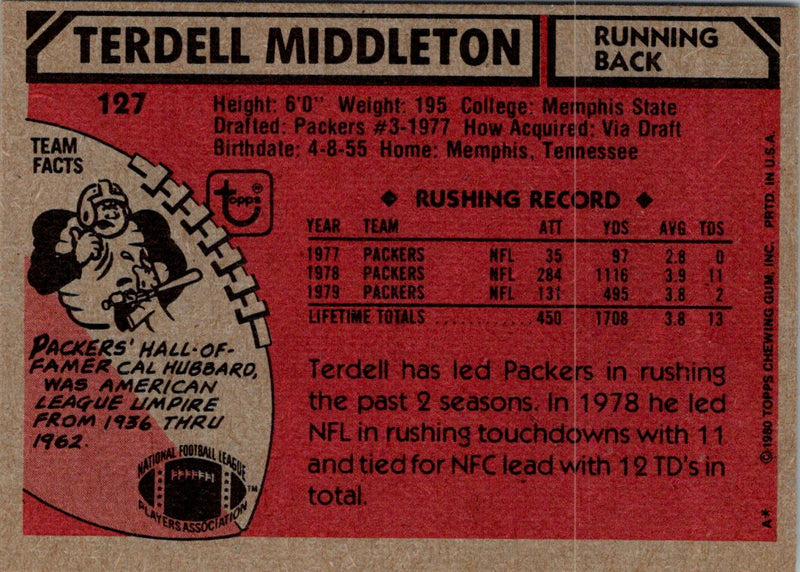 TERDELL MIDDLETON
RUNNING
BACK
127
Height: 6'0" Weight: 195 College: Memphis State
Drafted: Packers #3-1977 How Acquired: Via Draft
Birthdate: 4-8-55 Home: Memphis, Tennessee
TEAM
FACTS
topps®
◆ RUSHING RECORD ◆
YEAR TEAM ATT YDS AVG TDS
1977 PACKERS NFL 35 97 2.8 0
1978 PACKERS NFL 284 1116 3.9 11
1979 PACKERS NFL 131 495 3.8 2
LIFETIME TOTALS .............. 450 1708 3.8 13
PACKERS' HALL-OF-
FAMER CAL HUBBARD,
WAS AMERICAN
LEAGUE UMPIRE
FROM 1936 THRU
1962.
Terdell has led Packers in rushing
the past 2 seasons. In 1978 he led
NFL in rushing touchdowns with 11
and tied for NFC lead with 12 TD's in
total.
NATIONAL FOOTBALL LEAGUE
PLAYERS ASSOCIATION
TM
©1980 TOPPS CHEWING GUM, INC. PRTD. IN U.S.A.
A*